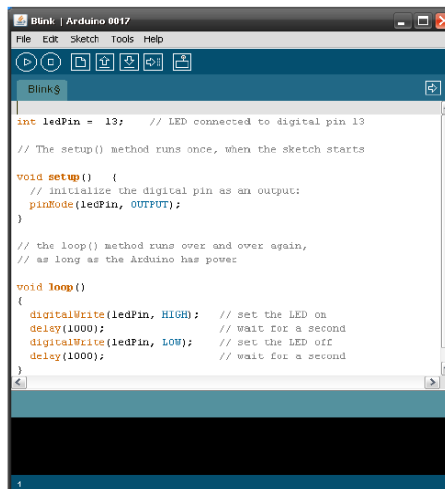 Blink | Arduino 0017
File Edit Sketch Tools Help
Blink§
int ledPin = 13; // LED connected to digital pin 13
// The setup() method runs once, when the sketch starts
void setup() {
// initialize the digital pin as an output:
pinMode(ledPin, OUTPUT);
}
// the loop() method runs over and over again,
// as long as the Arduino has power
void loop()
{
digitalWrite(ledPin, HIGH); // set the LED on
delay(1000); // wait for a second
digitalWrite(ledPin, LOW); // set the LED off
delay(1000); // wait for a second
}
1